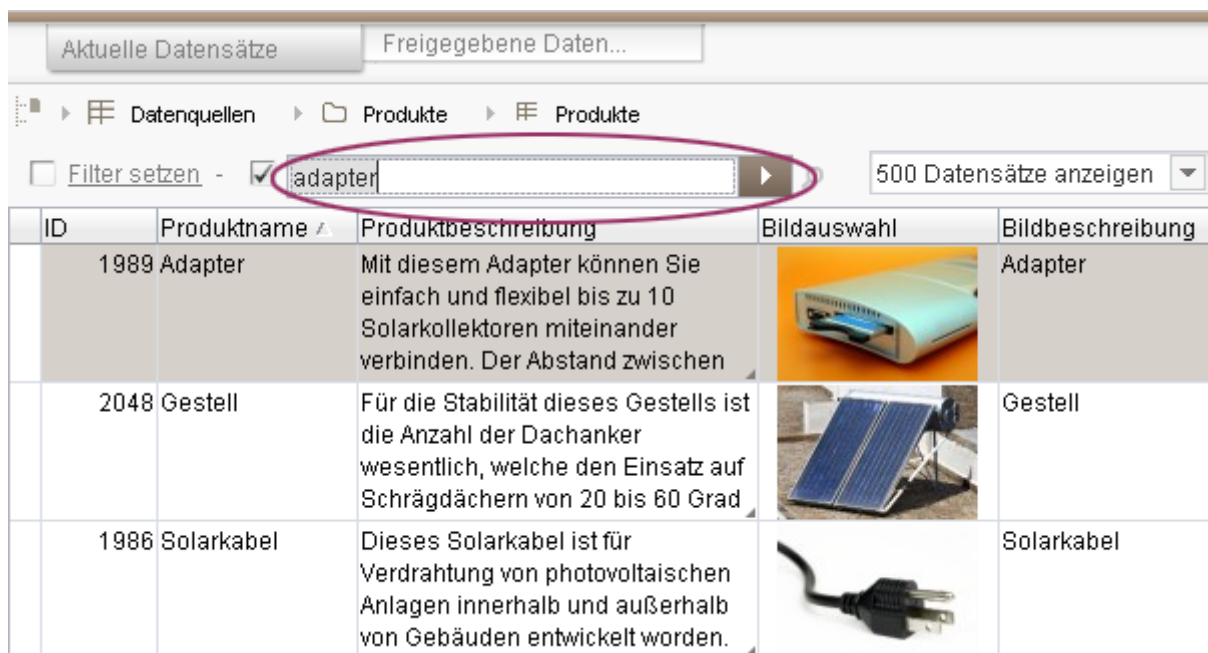 Aktuelle Datensätze
Freigegebene Daten...
Datenquellen Produkte Produkte
Filter setzen - adapter 500 Datensätze anzeigen
ID Produktname Produktbeschreibung Bildauswahl Bildbeschreibung
1989 Adapter Mit diesem Adapter können Sie Adapter
einfach und flexibel bis zu 10
Solarkollektoren miteinander
verbinden. Der Abstand zwischen
2048 Gestell Für die Stabilität dieses Gestells ist Gestell
die Anzahl der Dachanker
wesentlich, welche den Einsatz auf
Schrägdächern von 20 bis 60 Grad
1986 Solarkabel Dieses Solarkabel ist für Solarkabel
Verdrahtung von photovoltaischen
Anlagen innerhalb und außerhalb
von Gebäuden entwickelt worden.